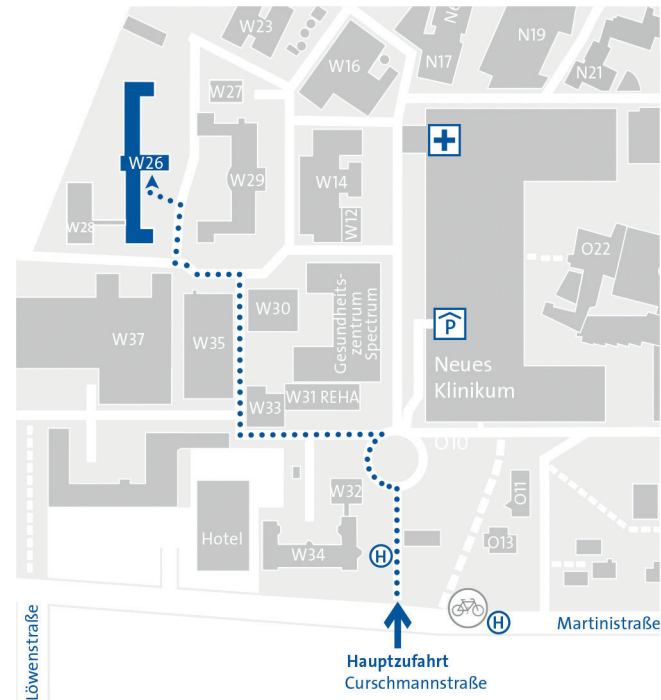 W23
N19
N17
W16
N21
W27
W26
W29
W14
W12
W28
O22
W30
Gesundheits-
zentrum
Spectrum
P
W37
W35
Neues
Klinikum
W31 REHA
W33
O10
W32
O11
Hotel
W34
H
O13
H
Martinistraße
Löwenstraße
Hauptzufahrt
Curschmannstraße